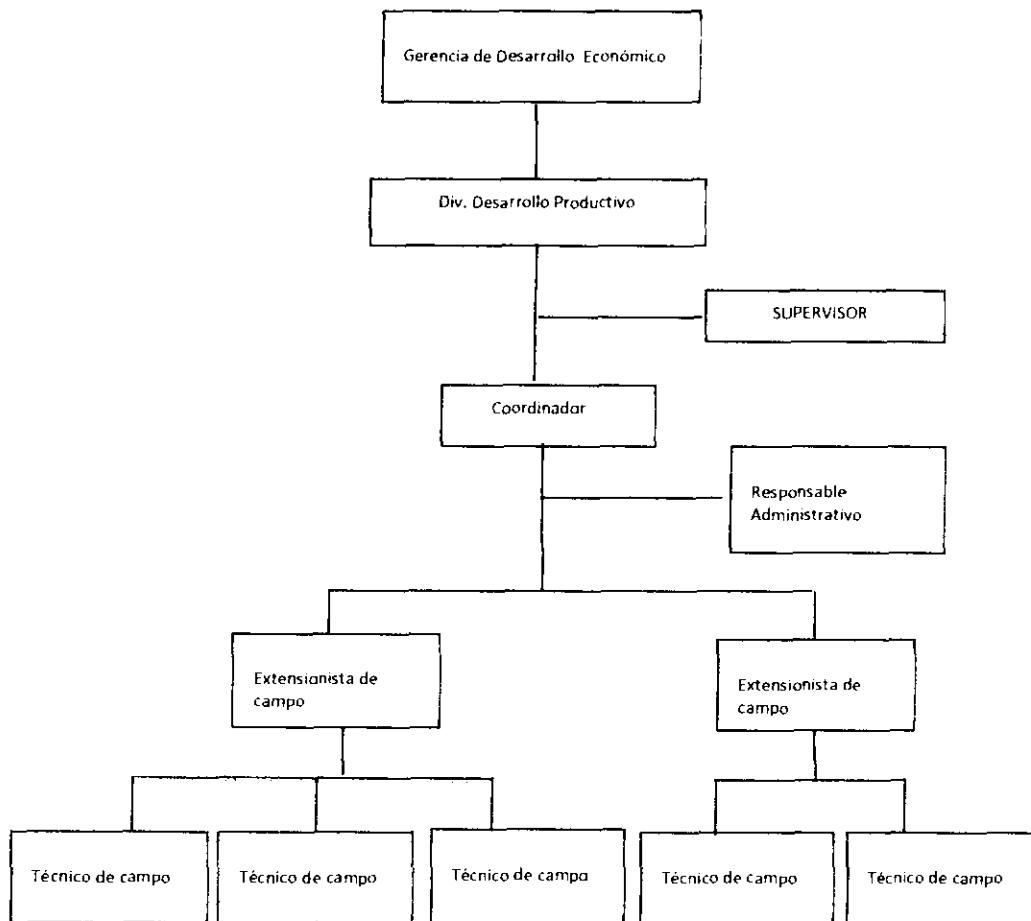 Gerencia de Desarrollo Económico
Div. Desarrollo Productivo
SUPERVISOR
Coordinador
Responsable
Administrativo
Extensionista de
campo
Extensionista de
campo
Técnico de campo
Técnico de campo
Técnico de campo
Técnico de campo
Técnico de campo